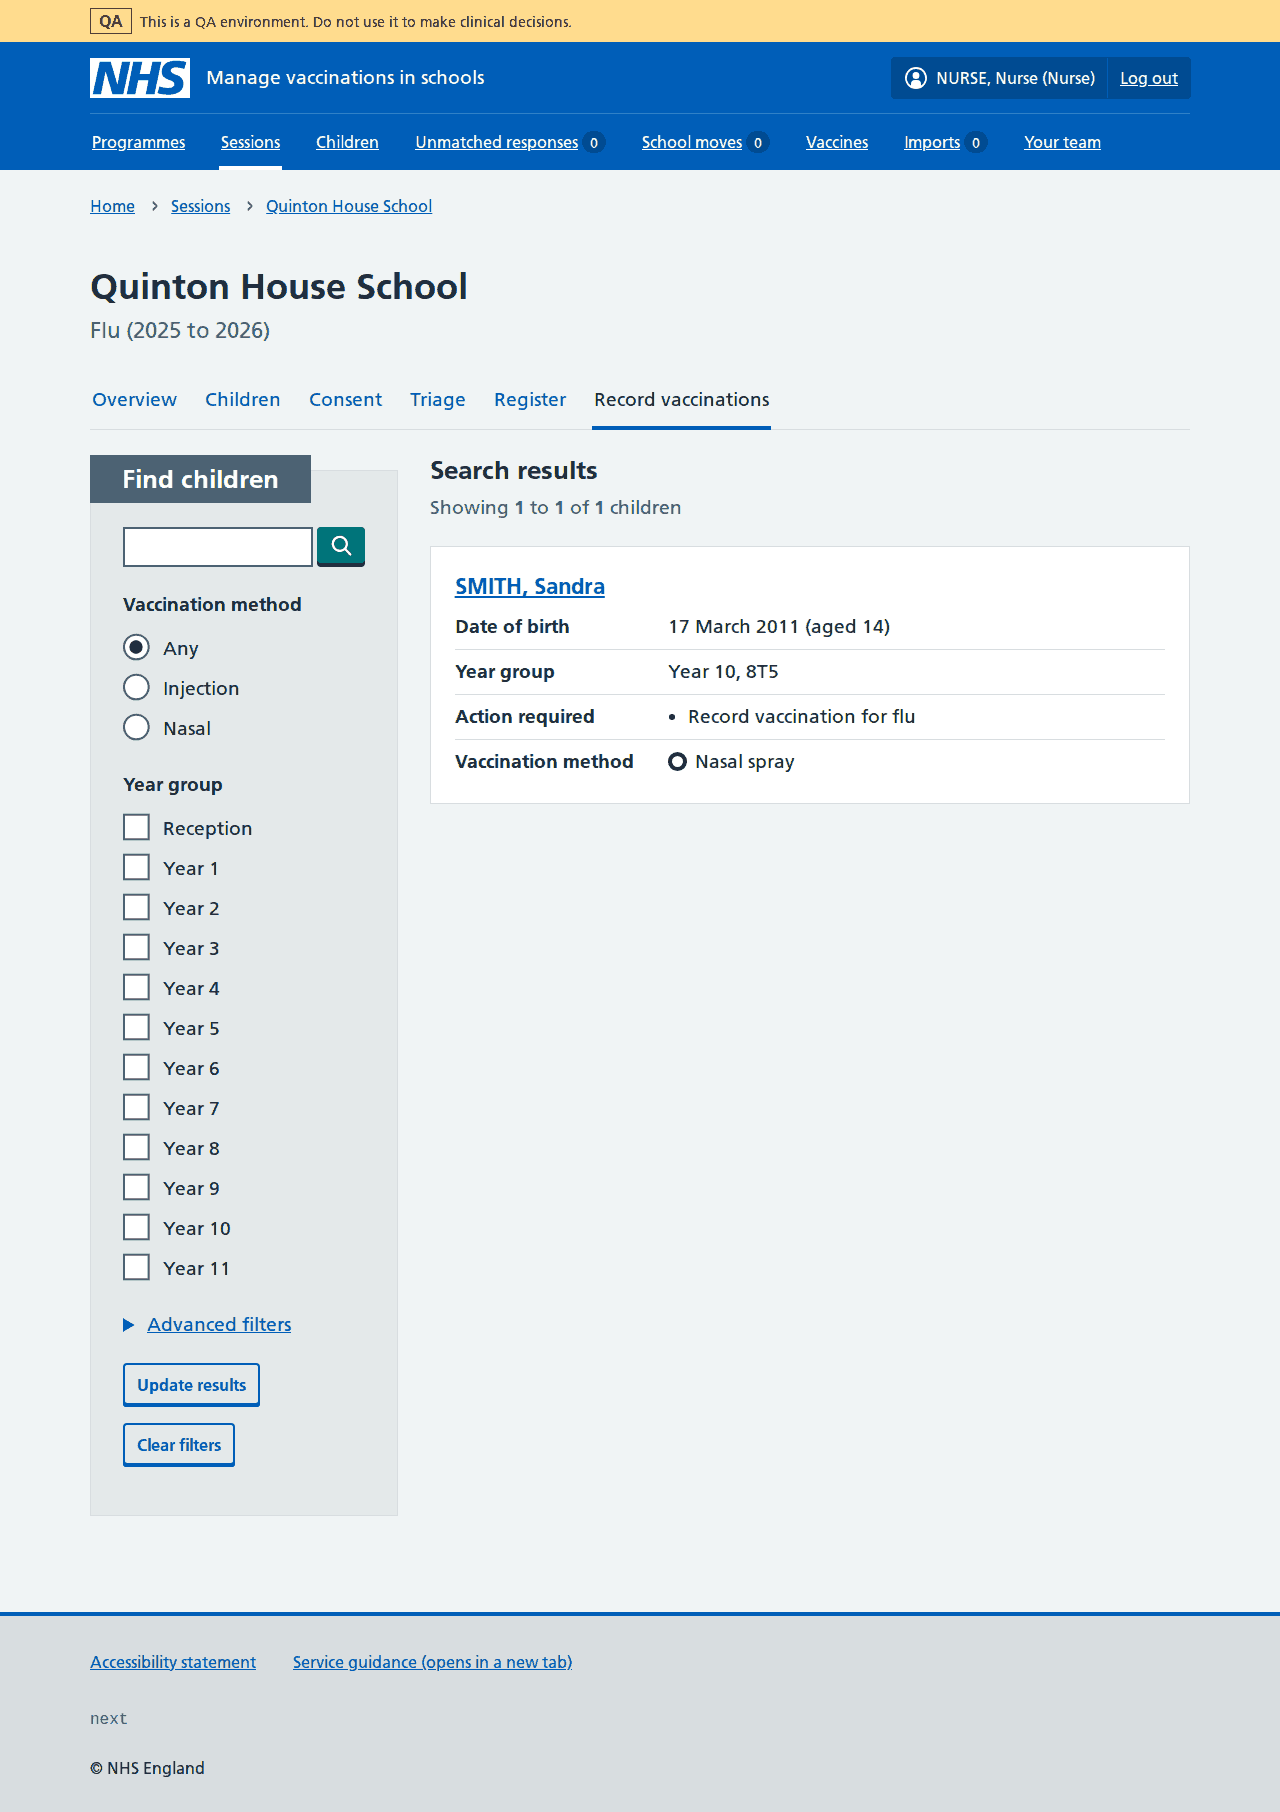 QA This is a QA environment. Do not use it to make clinical decisions.
NHS Manage vaccinations in schools NURSE, Nurse (Nurse) Log out
Programmes Sessions Children Unmatched responses 0 School moves 0 Vaccines Imports 0 Your team
Home › Sessions › Quinton House School
Quinton House School
Flu (2025 to 2026)
Overview Children Consent Triage Register Record vaccinations
Find children
Vaccination method
Any
Injection
Nasal
Year group
Reception
Year 1
Year 2
Year 3
Year 4
Year 5
Year 6
Year 7
Year 8
Year 9
Year 10
Year 11
Advanced filters
Update results
Clear filters
Search results
Showing 1 to 1 of 1 children
SMITH, Sandra
Date of birth 17 March 2011 (aged 14)
Year group Year 10, 8T5
Action required • Record vaccination for flu
Vaccination method Nasal spray
Accessibility statement Service guidance (opens in a new tab)
next
© NHS England